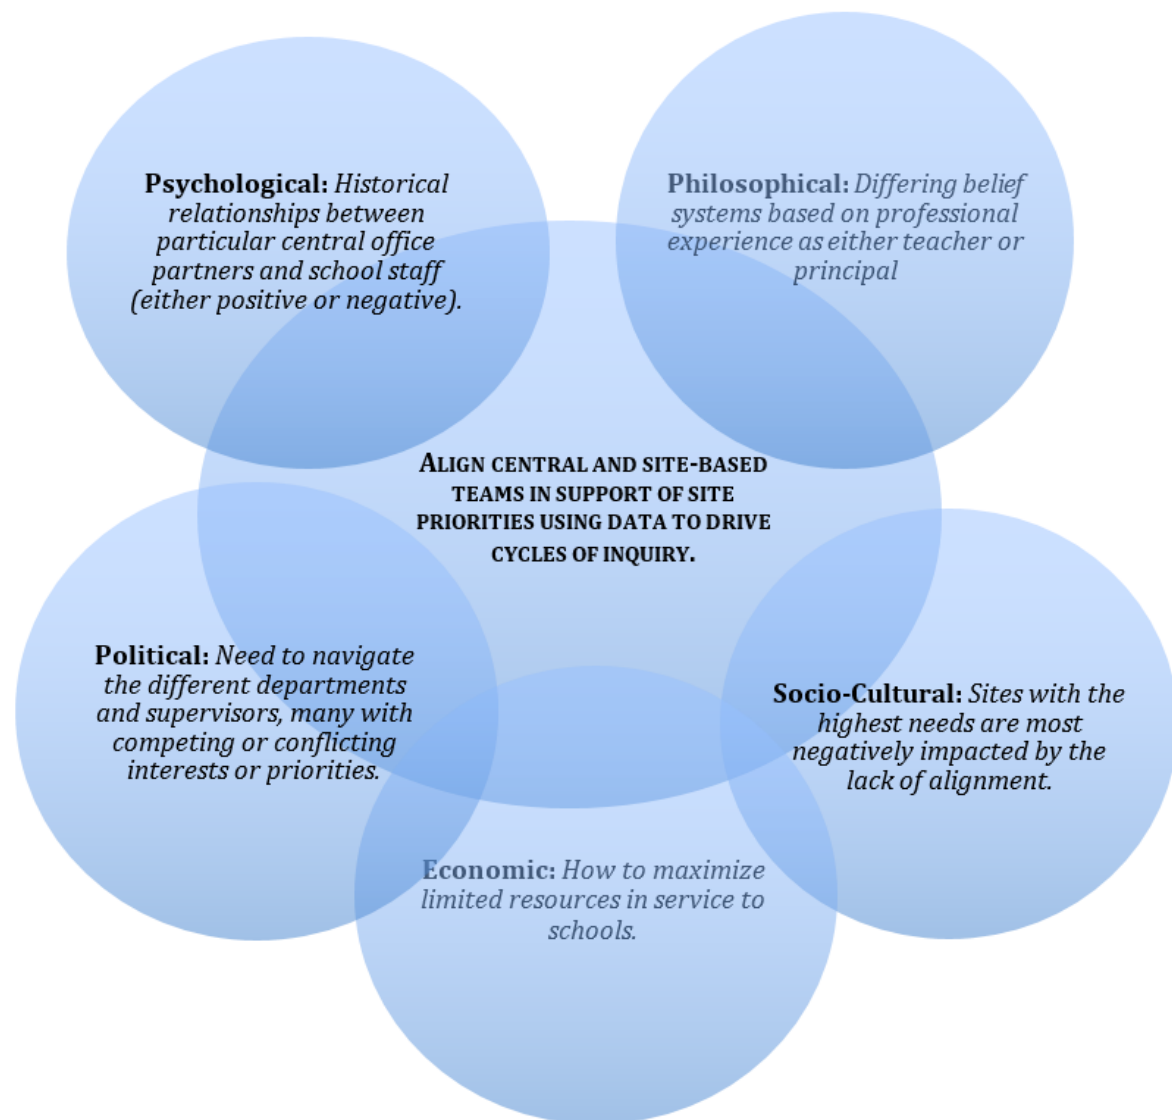 Psychological: Historical
relationships between
particular central office
partners and school staff
(either positive or negative).
Philosophical: Differing belief
systems based on professional
experience as either teacher or
principal
ALIGN CENTRAL AND SITE-BASED
TEAMS IN SUPPORT OF SITE
PRIORITIES USING DATA TO DRIVE
CYCLES OF INQUIRY.
Political: Need to navigate
the different departments
and supervisors, many with
competing or conflicting
interests or priorities.
Socio-Cultural: Sites with the
highest needs are most
negatively impacted by the
lack of alignment.
Economic: How to maximize
limited resources in service to
schools.